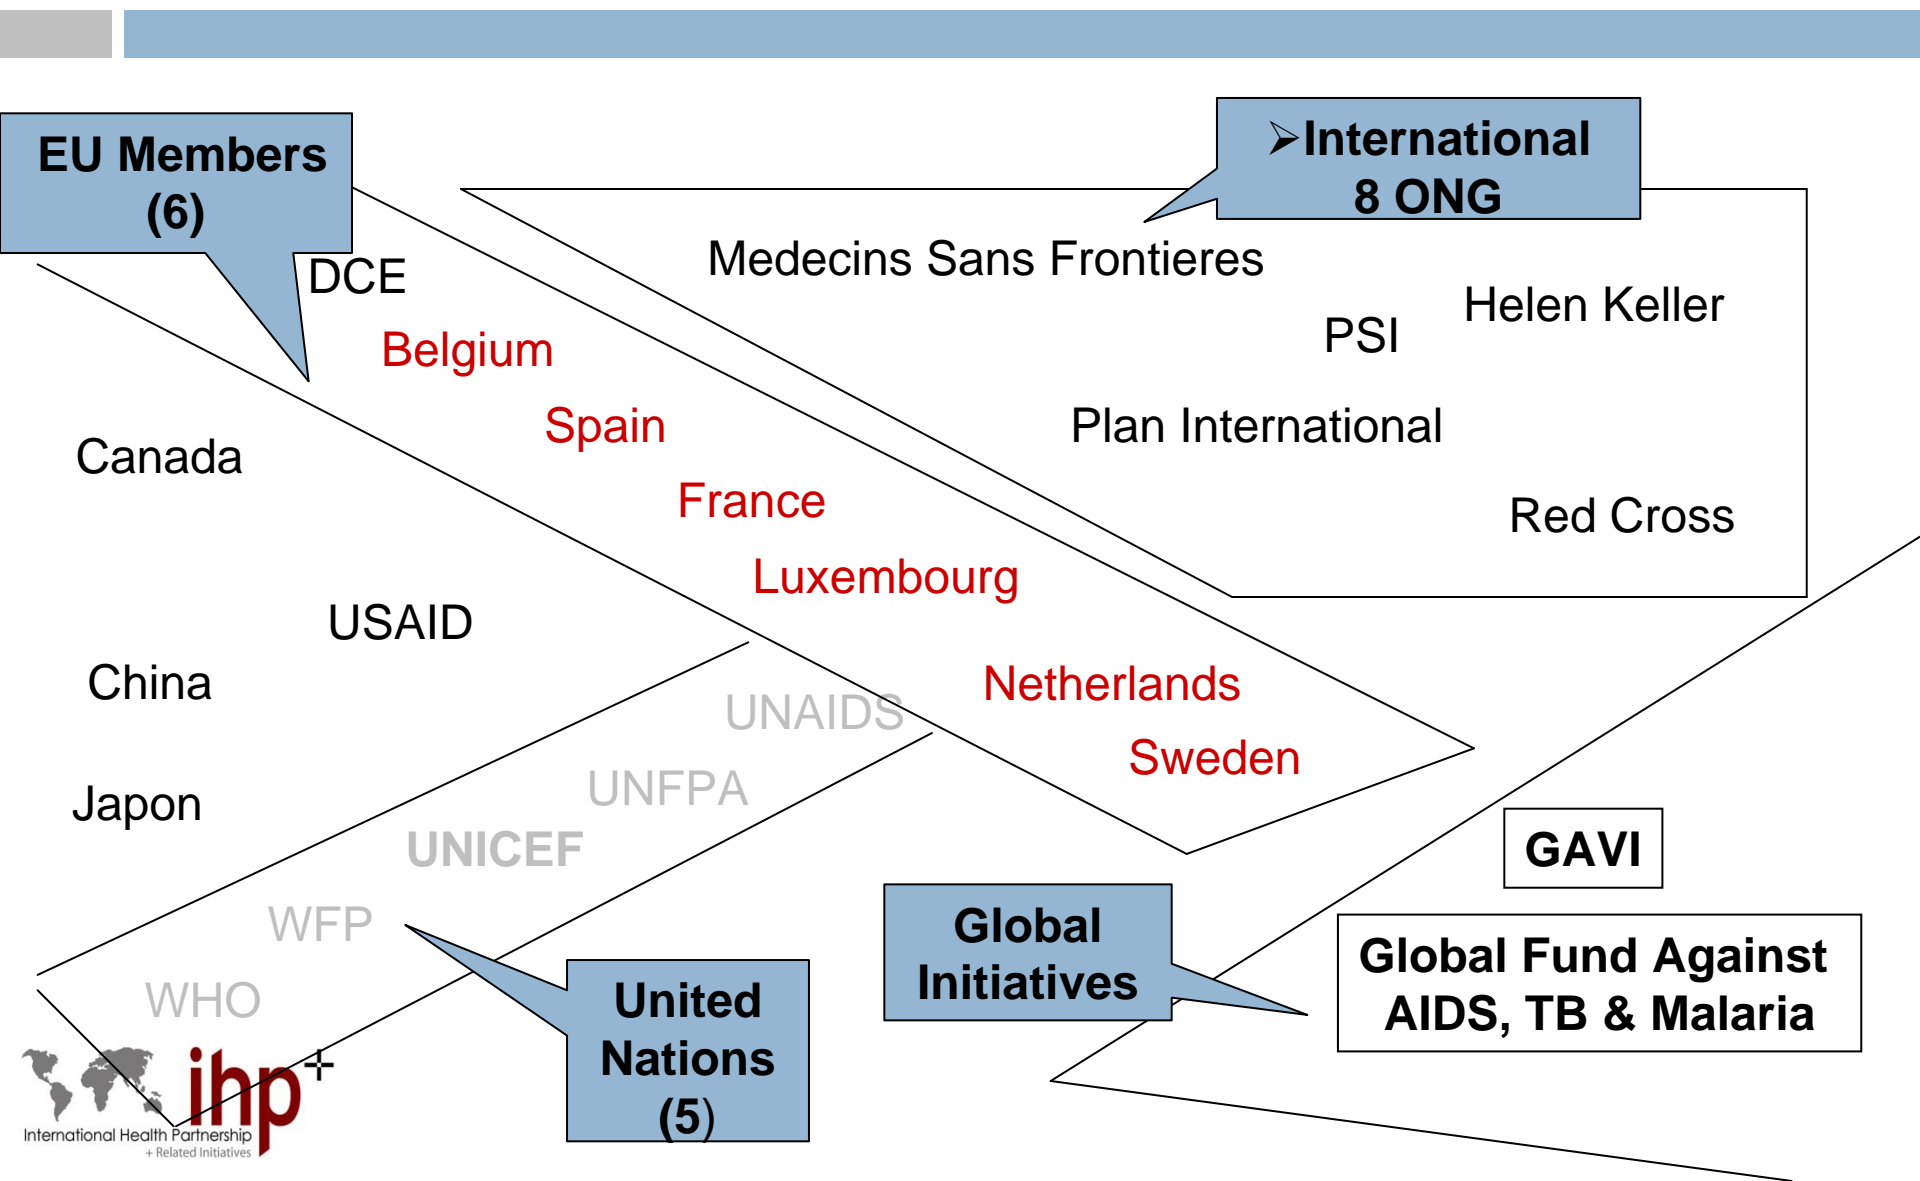 EU Members
(6)
➢International
8 ONG
DCE
Medecins Sans Frontieres
Helen Keller
PSI
Belgium
Spain
Plan International
Canada
France
Red Cross
Luxembourg
USAID
China
Netherlands
UNAIDS
Sweden
UNFPA
Japon
UNICEF
GAVI
WFP
Global
Initiatives
Global Fund Against
AIDS, TB & Malaria
WHO
United
Nations
(5)
ihp+
International Health Partnership
+ Related Initiatives